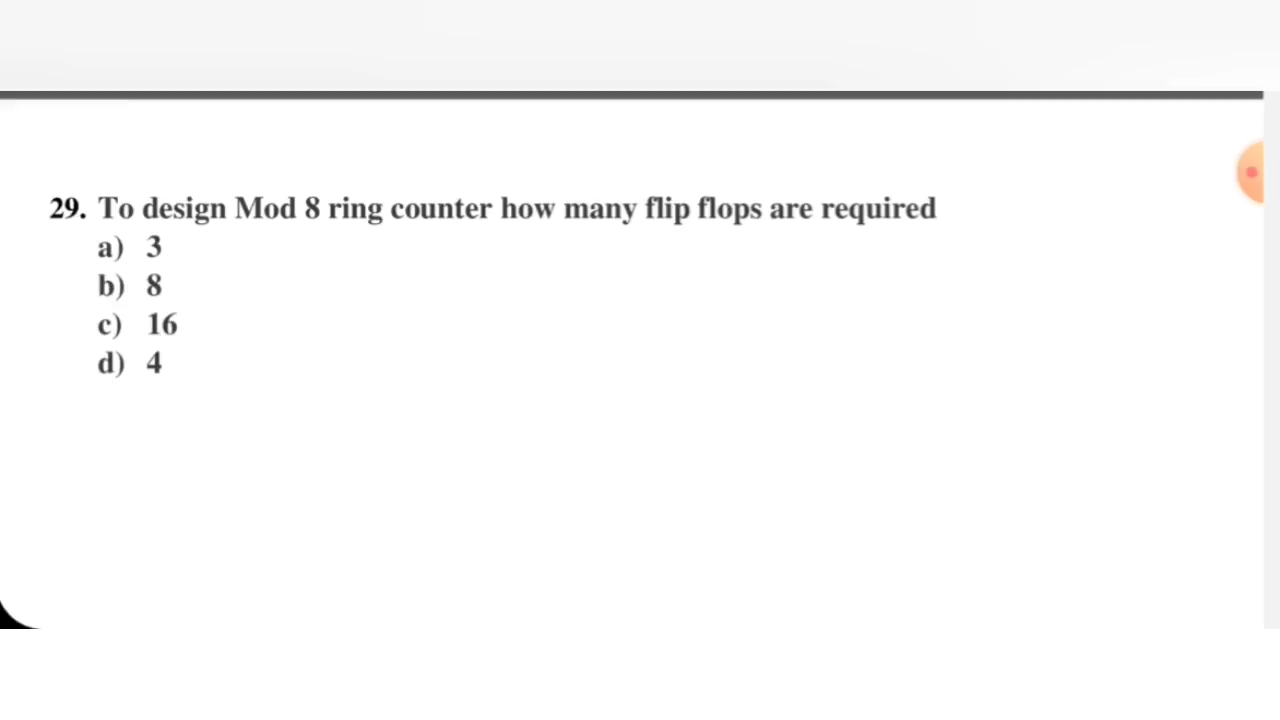 29. To design Mod 8 ring counter how many flip flops are required
a) 3
b) 8
c) 16
d) 4